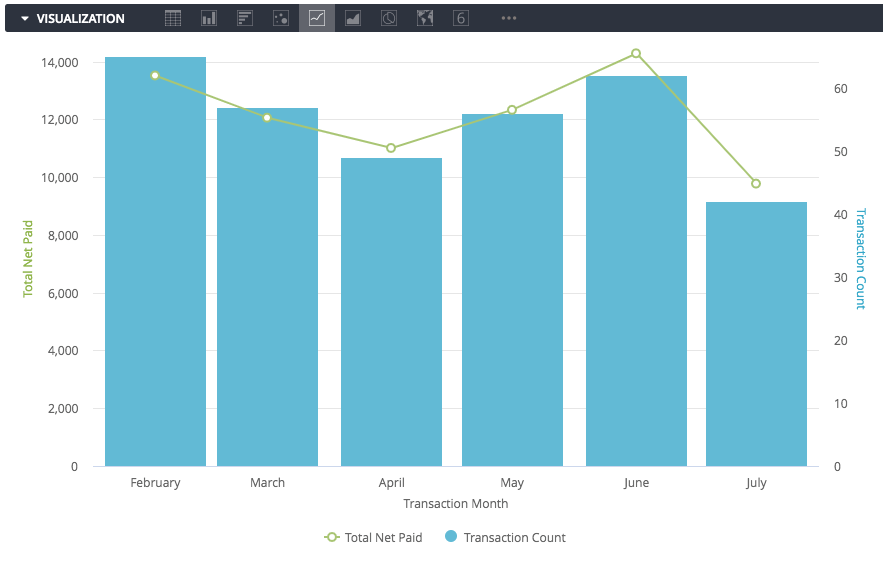 VISUALIZATION
6
14,000
12,000
10,000
8,000
6,000
4,000
2,000
0
Total Net Paid
60
50
40
30
20
10
0
Transaction Count
February March April May June July
Transaction Month
Total Net Paid Transaction Count